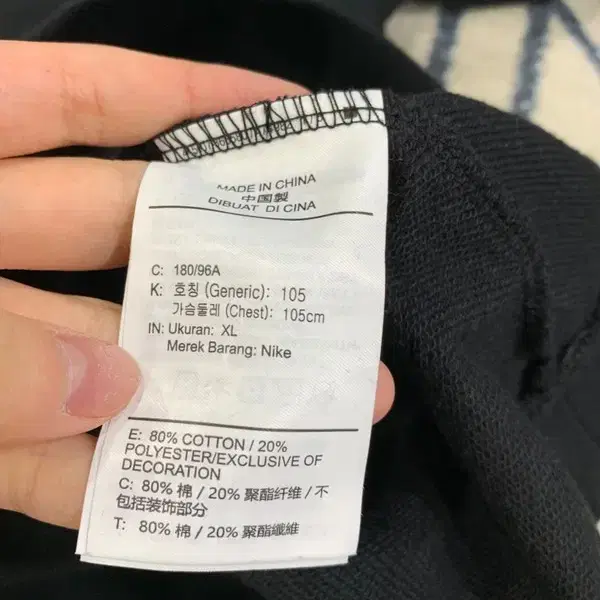 MADE IN CHINA
中國製
DIBUAT DI CINA
C: 180/96A
K: 호칭 (Generic): 105
가슴둘레 (Chest): 105cm
IN: Ukuran: XL
Merek Barang: Nike
E: 80% COTTON / 20%
POLYESTER/EXCLUSIVE OF
DECORATION
C: 80% 棉 / 20% 聚酯纤维 / 不
包括装饰部分
T: 80% 棉 / 20% 聚酯纖維